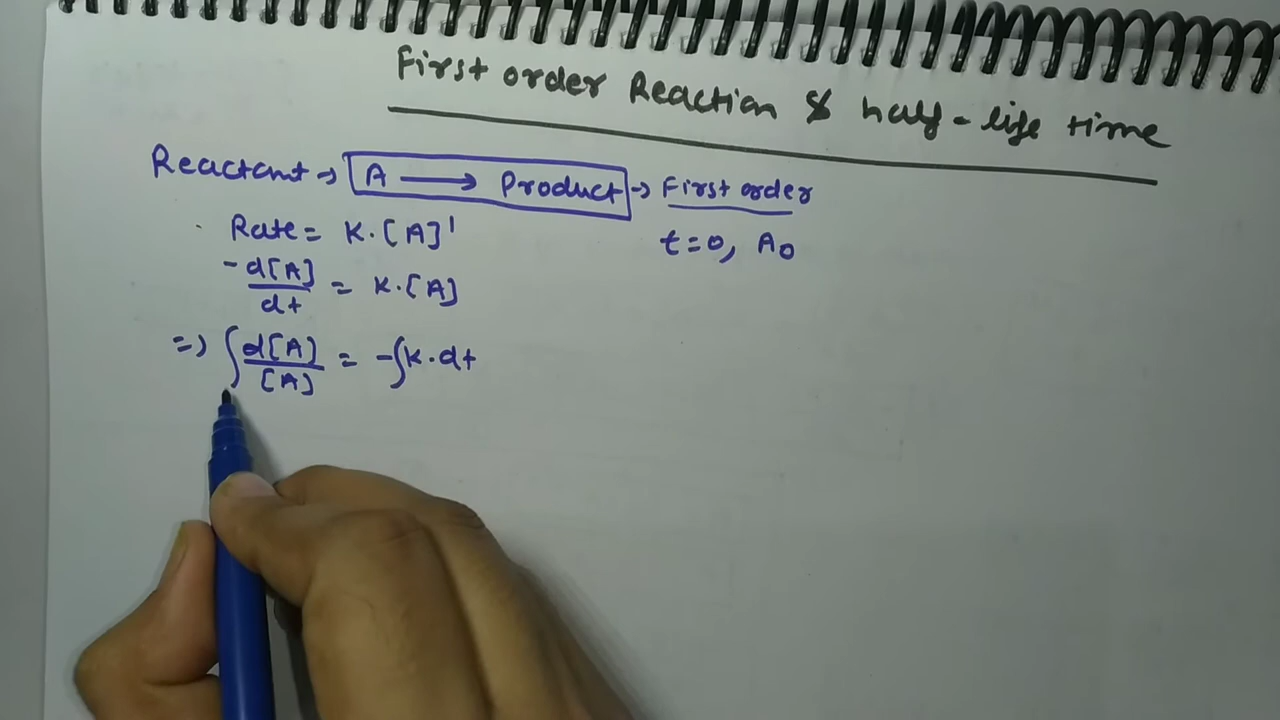 First order Reaction & half-life time
Reactant → A ⟶ Product → First order
Rate = K.[A]¹ t=0, A₀
-d[A]/dt = K.[A]
=> ∫d[A]/[A] = -∫K.dt